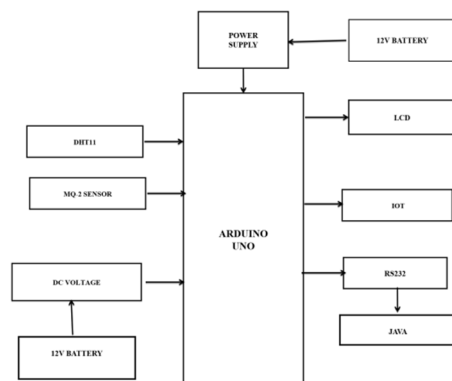 POWER
SUPPLY
12V BATTERY
LCD
DHT11
MQ-2 SENSOR
IOT
ARDUINO
UNO
RS232
DC VOLTAGE
JAVA
12V BATTERY